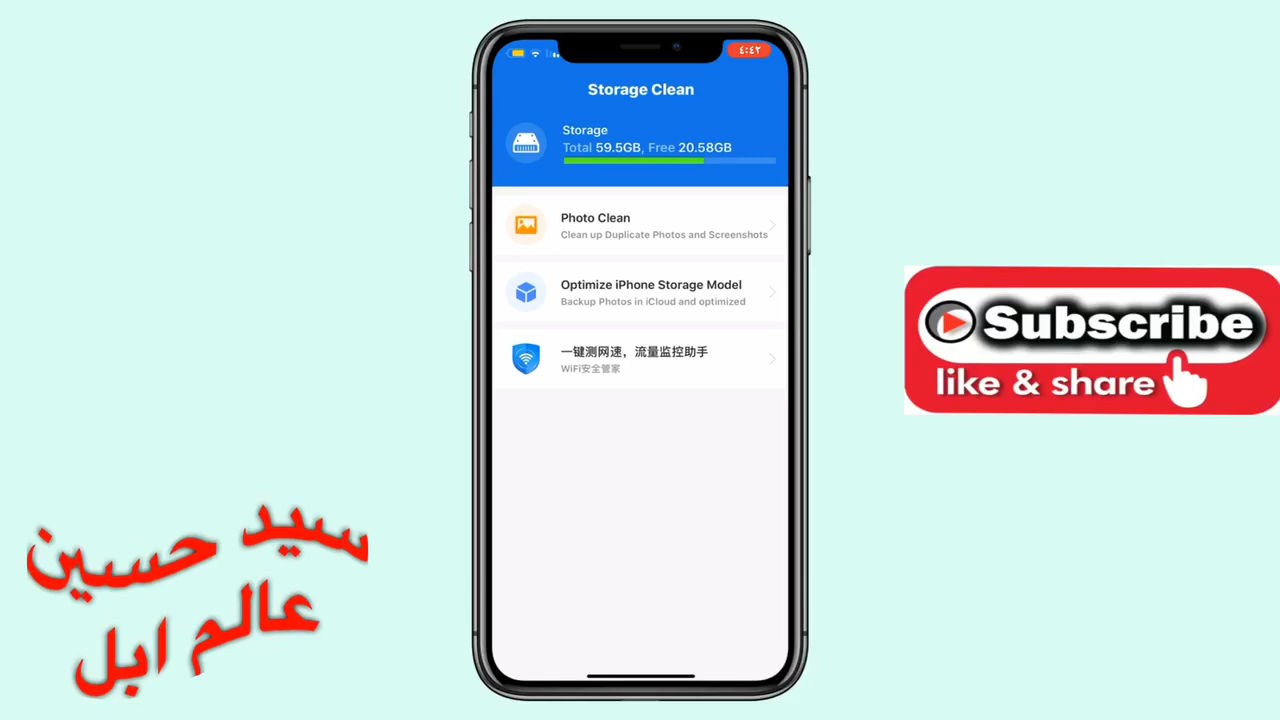 ٤:٤٢
Storage Clean
Storage
Total 59.5GB, Free 20.58GB
Photo Clean
Clean up Duplicate Photos and Screenshots
Optimize iPhone Storage Model
Backup Photos in iCloud and optimized
一键测网速，流量监控助手
WiFi安全管家
Subscribe
like & share
سيد حسين
عالم ابل